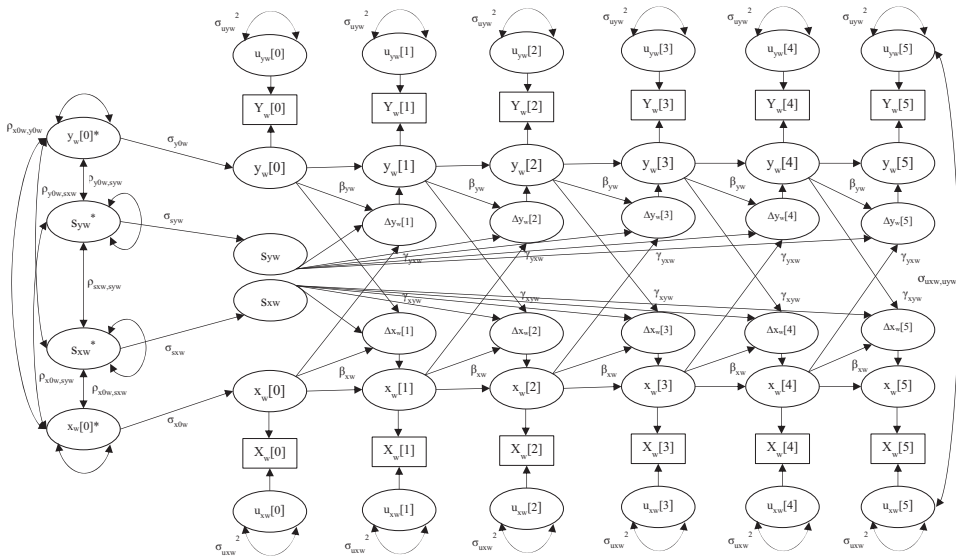 σuyw² σuyw² σuyw² σuyw² σuyw² σuyw²
uyw[0] uyw[1] uyw[2] uyw[3] uyw[4] uyw[5]
Yw[0] Yw[1] Yw[2] Yw[3] Yw[4] Yw[5]
ρx0w,y0w
yw[0]*
σy0w
yw[0] yw[1] yw[2] yw[3] yw[4] yw[5]
ρy0w,sxw ρy0w,syw
βyw βyw βyw βyw βyw
syw*
σsyw
Δyw[1] Δyw[2] Δyw[3] Δyw[4] Δyw[5]
syw
γyxw γyxw γyxw γyxw γyxw
ρsxw,syw
σuxw,uyw
sxw
γxyw γxyw γxyw γxyw γxyw
sxw*
σsxw
Δxw[1] Δxw[2] Δxw[3] Δxw[4] Δxw[5]
ρx0w,syw ρx0w,sxw
βxw βxw βxw βxw βxw
xw[0] xw[1] xw[2] xw[3] xw[4] xw[5]
xw[0]*
σx0w
Xw[0] Xw[1] Xw[2] Xw[3] Xw[4] Xw[5]
uxw[0] uxw[1] uxw[2] uxw[3] uxw[4] uxw[5]
σuxw² σuxw² σuxw² σuxw² σuxw² σuxw²